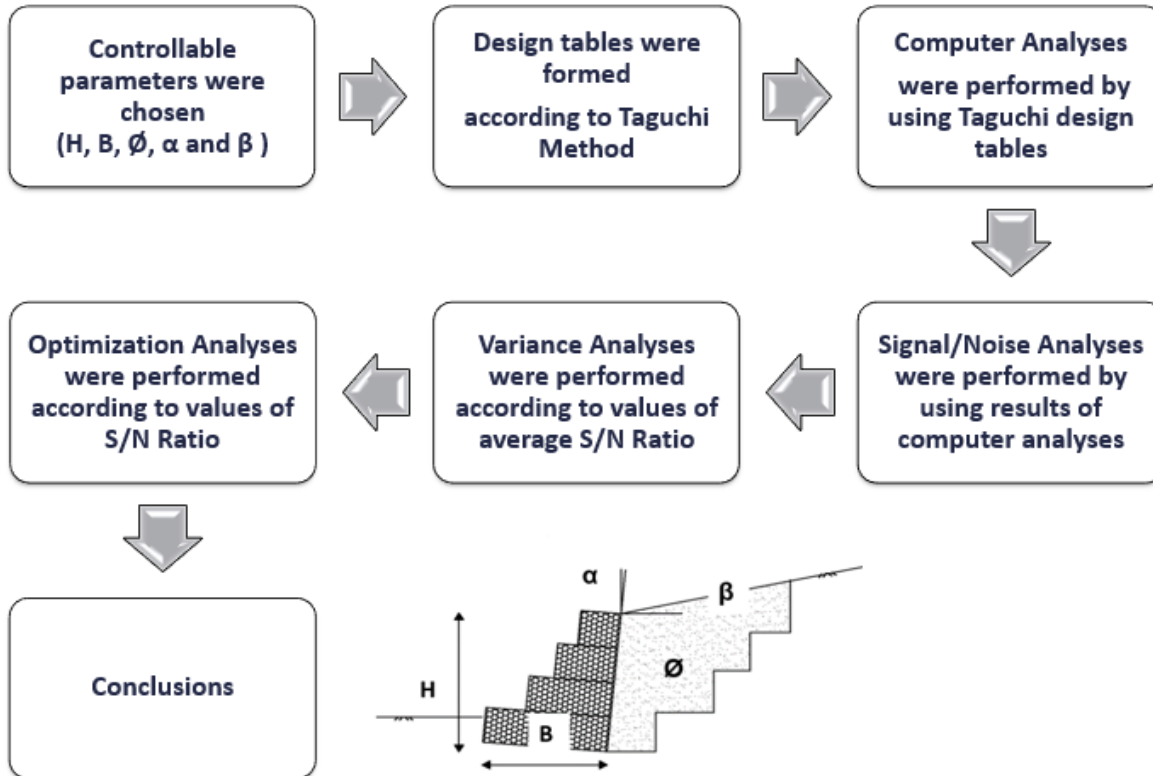 Controllable
parameters were
chosen
(H, B, Ø, α and β )
Design tables were
formed
according to Taguchi
Method
Computer Analyses
were performed by
using Taguchi design
tables
Signal/Noise Analyses
were performed by
using results of
computer analyses
Variance Analyses
were performed
according to values of
average S/N Ratio
Optimization Analyses
were performed
according to values of
S/N Ratio
Conclusions
α
β
Ø
H
B